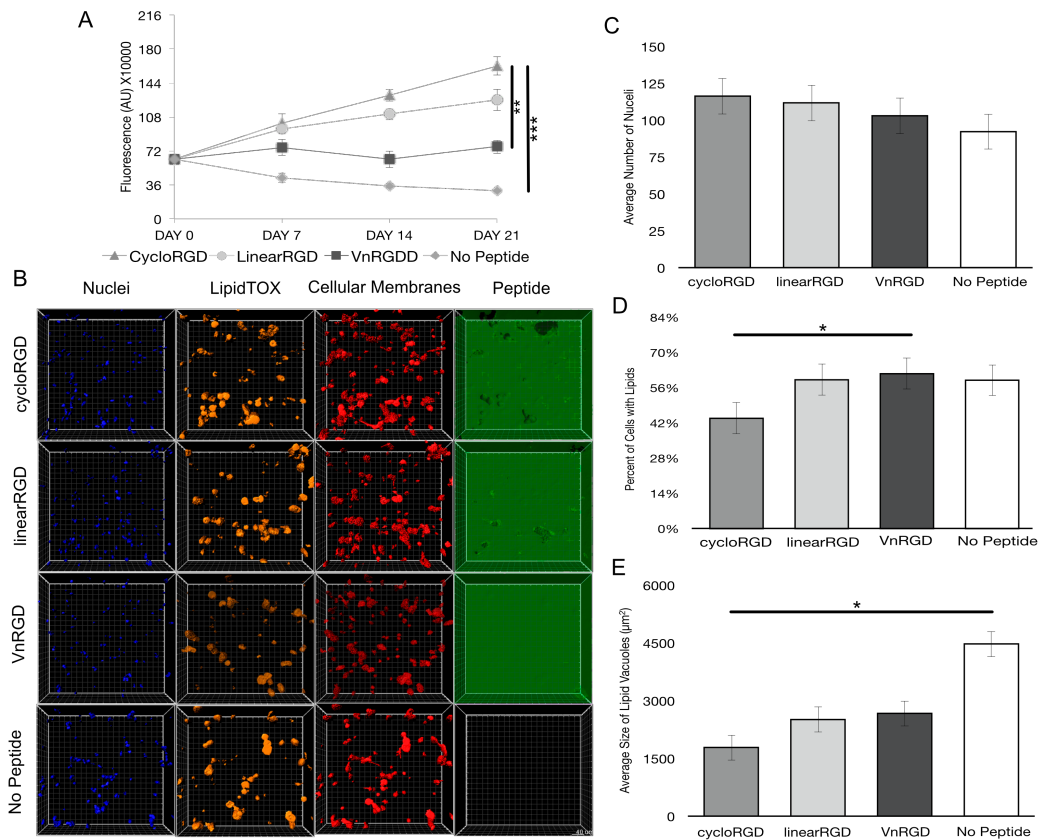 A
Fluorescence (AU) X10000
216
180
144
108
72
36
0
DAY 0 DAY 7 DAY 14 DAY 21
CycloRGD LinearRGD VnRGDD No Peptide
**
***
B
Nuclei LipidTOX Cellular Membranes Peptide
cycloRGD
linearRGD
VnRGD
No Peptide
C
Average Number of Nuceli
150
125
100
75
50
25
0
cycloRGD linearRGD VnRGD No Peptide
D
Percent of Cells with Lipids
84%
70%
56%
42%
28%
14%
0%
*
cycloRGD linearRGD VnRGD No Peptide
E
Average Size of Lipid Vacuoles (µm²)
6000
4500
3000
1500
0
*
cycloRGD linearRGD VnRGD No Peptide